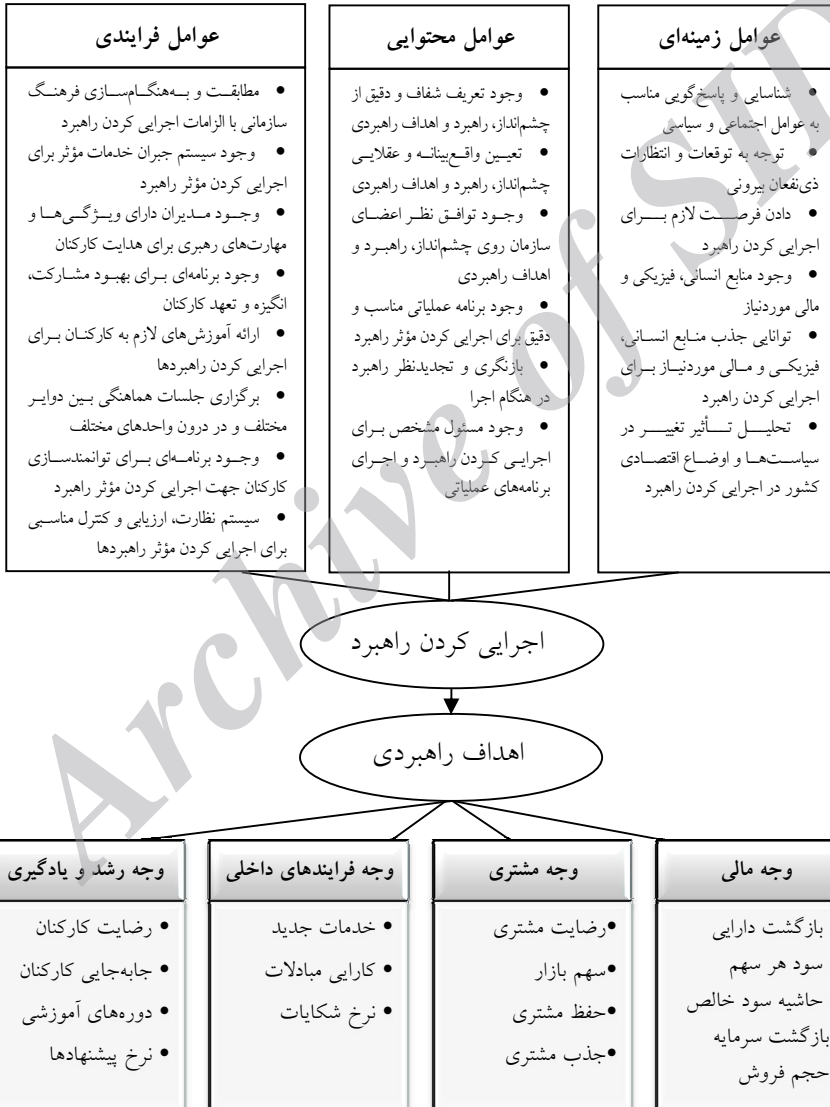 عوامل زمینه‌ای
• شناسایی و پاسخ‌گویی مناسب
به عوامل اجتماعی و سیاسی
• توجه به توقعات و انتظارات
ذی‌نفعان بیرونی
• دادن فرصت لازم برای
اجرایی کردن راهبرد
• وجود منابع انسانی، فیزیکی و
مالی موردنیاز
• توانایی جذب منابع انسانی،
فیزیکی و مالی موردنیاز برای
اجرایی کردن راهبرد
• تحلیل تأثیر تغییر در
سیاست‌ها و اوضاع اقتصادی
کشور در اجرایی کردن راهبرد
عوامل محتوایی
• وجود تعریف شفاف و دقیق از
چشم‌انداز، راهبرد و اهداف راهبردی
• تعیین واقع‌بینانه و عقلایی
چشم‌انداز، راهبرد و اهداف راهبردی
• وجود توافق نظر اعضای
سازمان روی چشم‌انداز، راهبرد و
اهداف راهبردی
• وجود برنامه عملیاتی مناسب و
دقیق برای اجرایی کردن مؤثر راهبرد
• بازنگری و تجدیدنظر راهبرد
در هنگام اجرا
• وجود مسئول مشخص برای
اجرایی کردن راهبرد و اجرای
برنامه‌های عملیاتی
عوامل فرایندی
• مطابقت و به‌هنگام‌سازی فرهنگ
سازمانی با الزامات اجرایی کردن راهبرد
• وجود سیستم جبران خدمات مؤثر برای
اجرایی کردن مؤثر راهبرد
• وجود مدیران دارای ویژگی‌ها و
مهارت‌های رهبری برای هدایت کارکنان
• وجود برنامه‌ای برای بهبود مشارکت،
انگیزه و تعهد کارکنان
• ارائه آموزش‌های لازم به کارکنان برای
اجرایی کردن راهبردها
• برگزاری جلسات هماهنگی بین دوایر
مختلف و در درون واحدهای مختلف
• وجود برنامه‌ای برای توانمندسازی
کارکنان جهت اجرایی کردن مؤثر راهبرد
• سیستم نظارت، ارزیابی و کنترل مناسبی
برای اجرایی کردن مؤثر راهبردها
اجرایی کردن راهبرد
اهداف راهبردی
وجه مالی
بازگشت دارایی
سود هر سهم
حاشیه سود خالص
بازگشت سرمایه
حجم فروش
وجه مشتری
•رضایت مشتری
•سهم بازار
•حفظ مشتری
•جذب مشتری
وجه فرایندهای داخلی
• خدمات جدید
• کارایی مبادلات
• نرخ شکایات
وجه رشد و یادگیری
• رضایت کارکنان
• جابه‌جایی کارکنان
• دوره‌های آموزشی
• نرخ پیشنهادها
Archive of